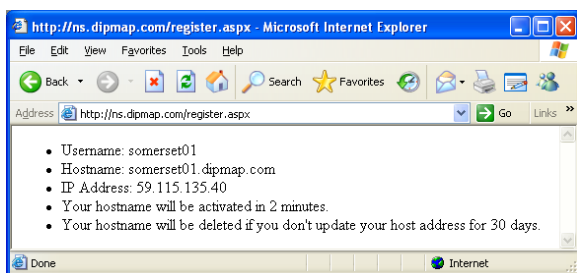 http://ns.dipmap.com/register.aspx - Microsoft Internet Explorer
File Edit View Favorites Tools Help
Back Search Favorites
Address http://ns.dipmap.com/register.aspx Go Links »
• Username: somerset01
• Hostname: somerset01.dipmap.com
• IP Address: 59.115.135.40
• Your hostname will be activated in 2 minutes.
• Your hostname will be deleted if you don't update your host address for 30 days.
Done Internet